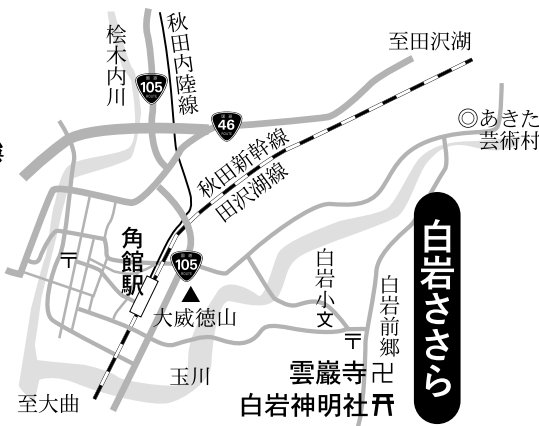 桧木内川
秋田内陸線
至田沢湖
105
46
◎あきた
芸術村
秋田新幹線
田沢湖線
白岩ささら
角館駅
〒
105
大威徳山
白岩小文
白岩前郷
〒
玉川
雲巌寺卍
至大曲
白岩神明社